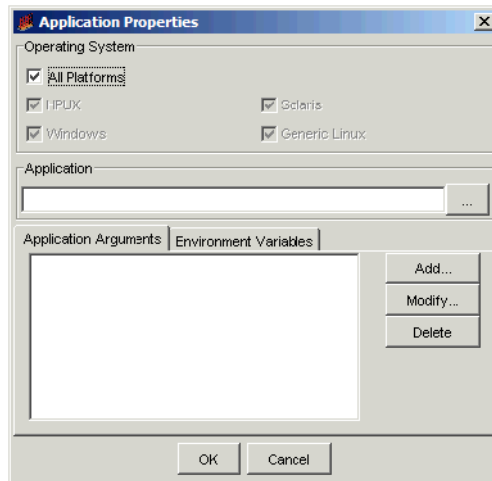 Application Properties
Operating System
All Platforms
HPUX Solaris
Windows Generic Linux
Application
...
Application Arguments Environment Variables
Add...
Modify...
Delete
OK Cancel